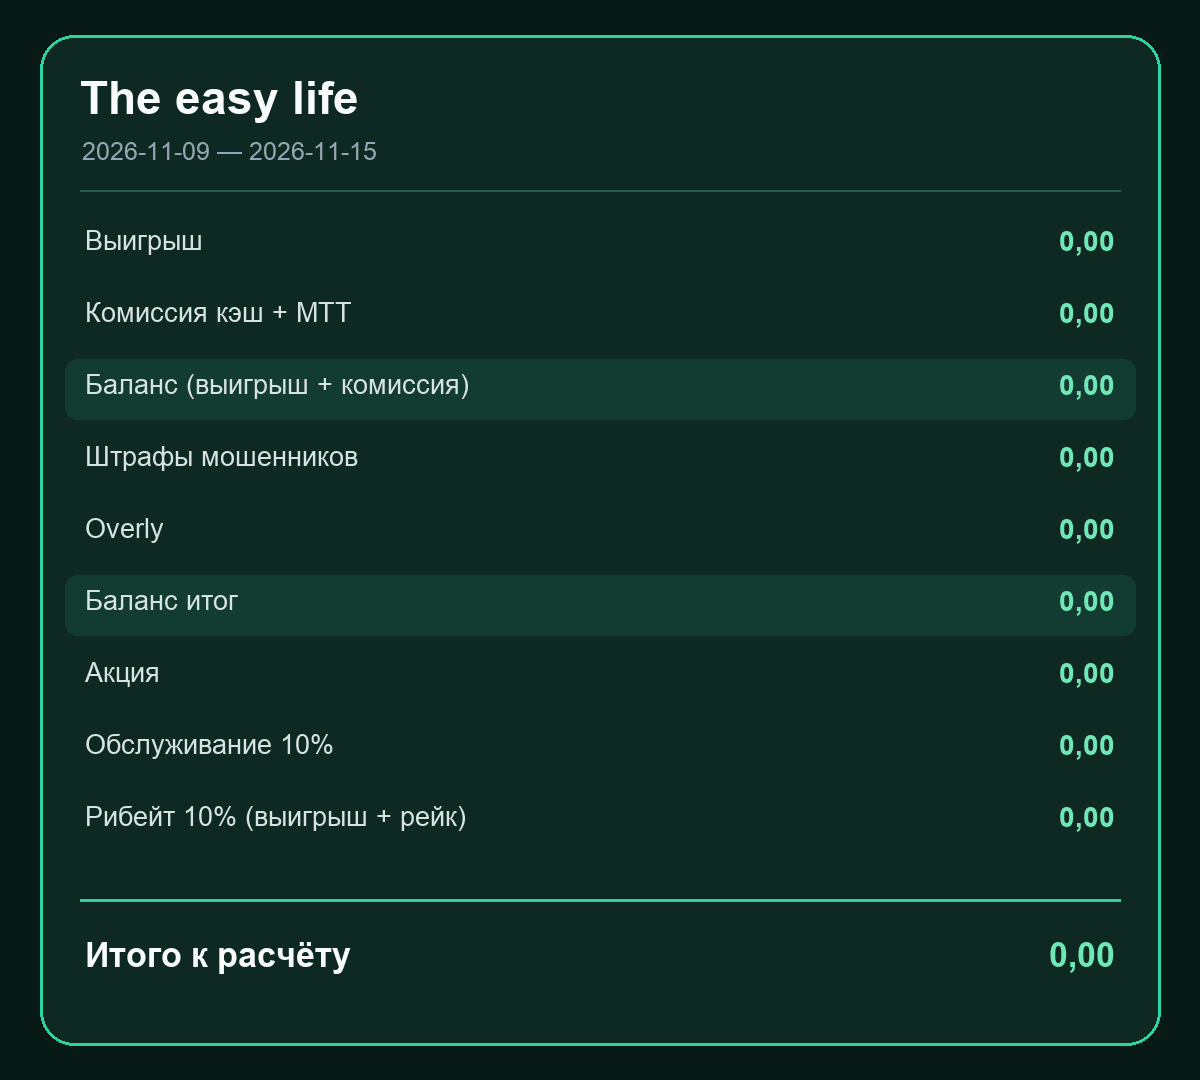 The easy life
2026-11-09 — 2026-11-15
Выигрыш 0,00
Комиссия кэш + МТТ 0,00
Баланс (выигрыш + комиссия) 0,00
Штрафы мошенников 0,00
Overly 0,00
Баланс итог 0,00
Акция 0,00
Обслуживание 10% 0,00
Рибейт 10% (выигрыш + рейк) 0,00
Итого к расчёту 0,00